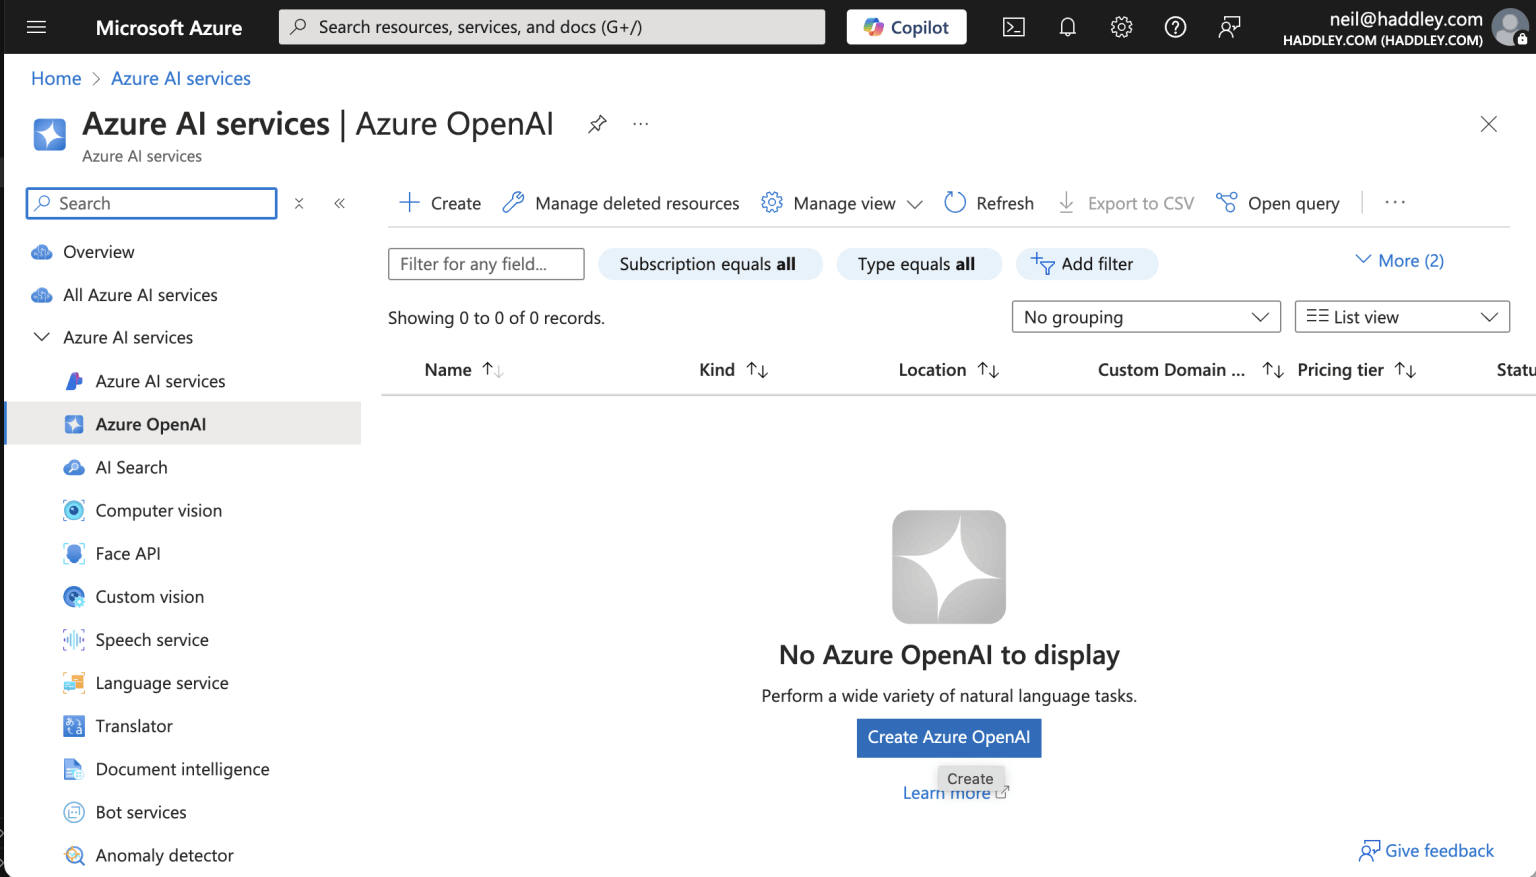 Microsoft Azure
Search resources, services, and docs (G+/)
Copilot
neil@haddley.com
HADDLEY.COM (HADDLEY.COM)
Home > Azure AI services
Azure AI services | Azure OpenAI
Azure AI services
Search
Create
Manage deleted resources
Manage view
Refresh
Export to CSV
Open query
Overview
All Azure AI services
Azure AI services
Azure AI services
Azure OpenAI
AI Search
Computer vision
Face API
Custom vision
Speech service
Language service
Translator
Document intelligence
Bot services
Anomaly detector
Filter for any field...
Subscription equals all
Type equals all
Add filter
More (2)
Showing 0 to 0 of 0 records.
No grouping
List view
Name
Kind
Location
Custom Domain ...
Pricing tier
Statu
No Azure OpenAI to display
Perform a wide variety of natural language tasks.
Create Azure OpenAI
Create
Learn more
Give feedback